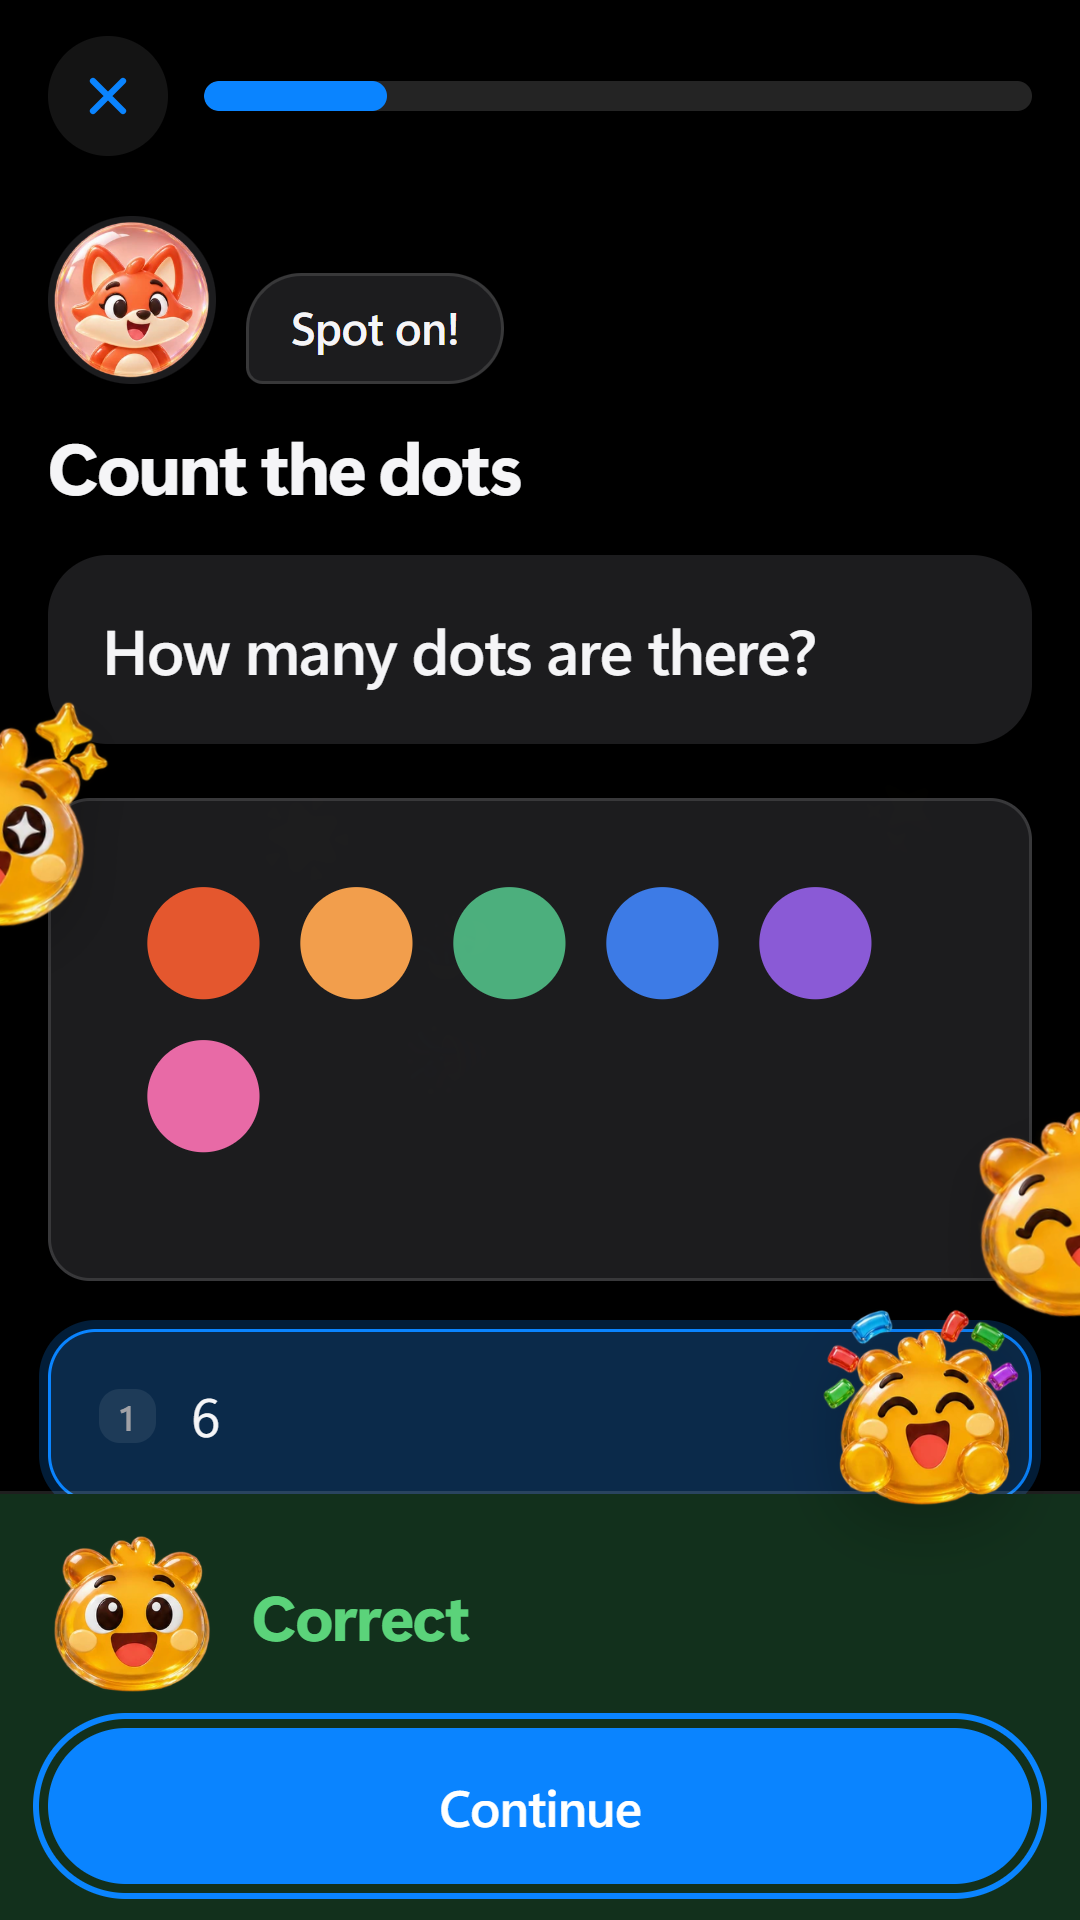 Spot on!
Count the dots
How many dots are there?
1 6
Correct
Continue